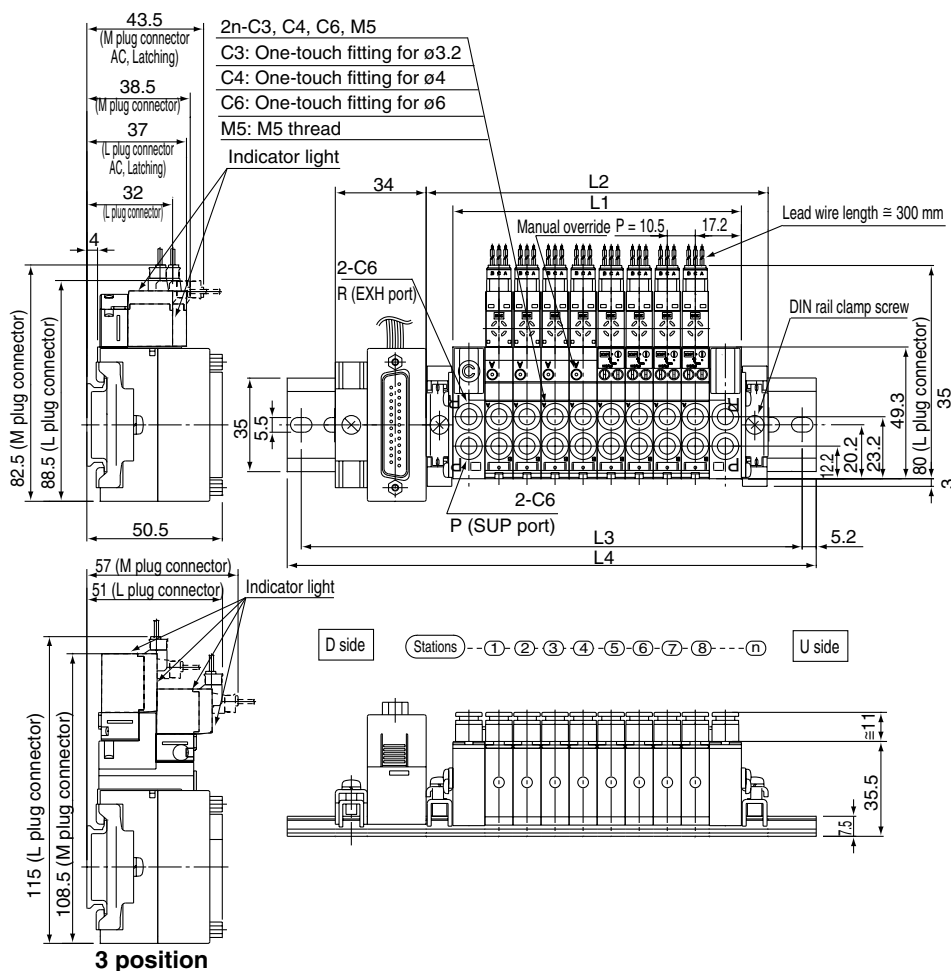 43.5
(M plug connector
AC, Latching)
38.5
(M plug connector)
37
(L plug connector
AC, Latching)
32
(L plug connector)
4
Indicator light
2n-C3, C4, C6, M5
C3: One-touch fitting for ø3.2
C4: One-touch fitting for ø4
C6: One-touch fitting for ø6
M5: M5 thread
34
L2
L1
Manual override
P = 10.5
17.2
Lead wire length ≅ 300 mm
2-C6
R (EXH port)
DIN rail clamp screw
82.5 (M plug connector)
88.5 (L plug connector)
50.5
35
5.5
C
R
R
P
P
12.2
20.2
23.2
49.3
80 (L plug connector)
35
3
2-C6
P (SUP port)
L3
5.2
L4
57 (M plug connector)
51 (L plug connector)
Indicator light
115 (L plug connector)
108.5 (M plug connector)
3 position
D side
Stations
1 2 3 4 5 6 7 8 n
U side
≅11
35.5
7.5